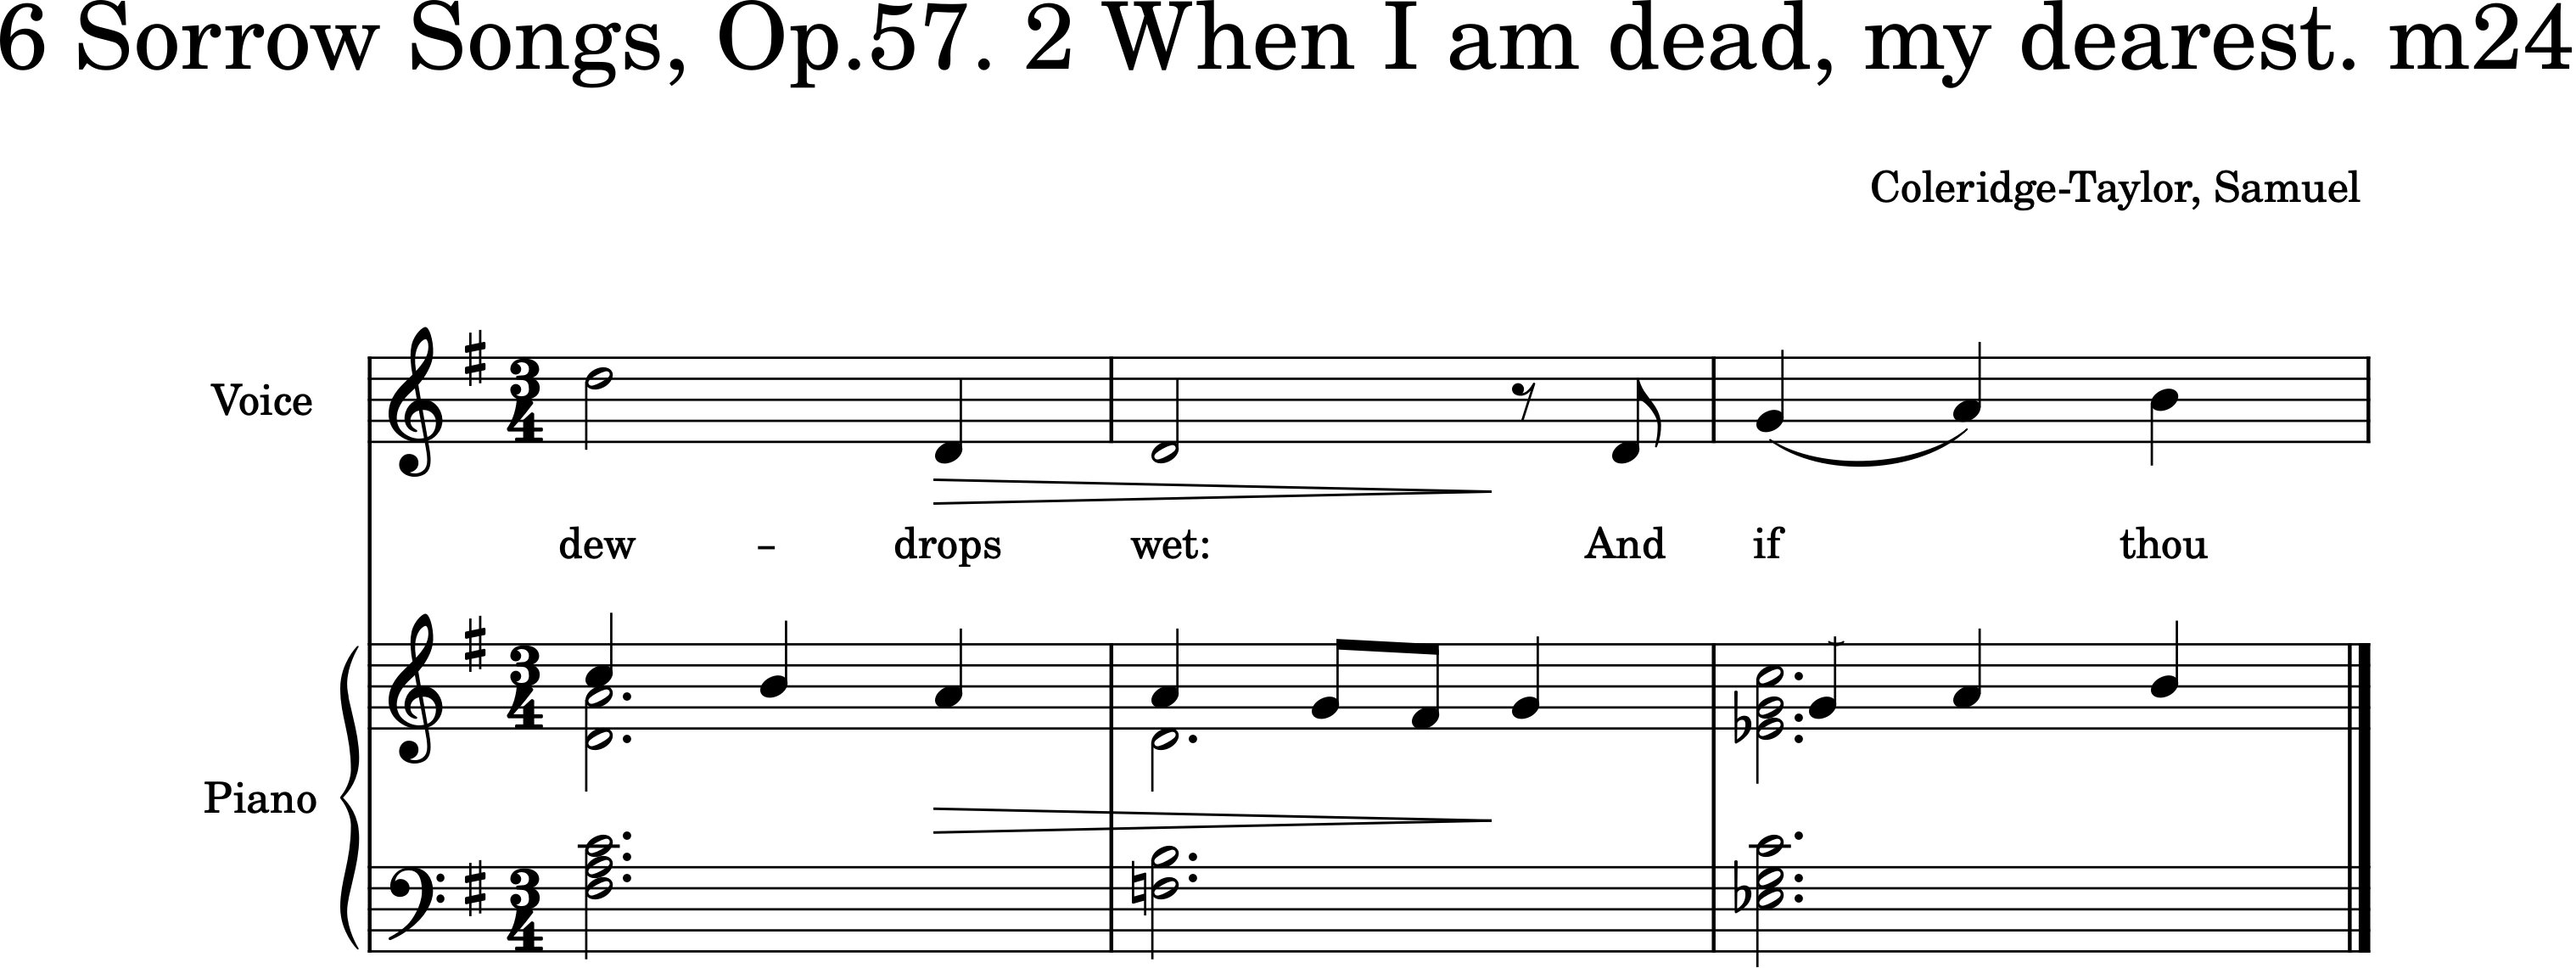 6 Sorrow Songs, Op.57. 2 When I am dead, my dearest. m24
Coleridge-Taylor, Samuel
Voice
dew - drops wet: And if thou
Piano